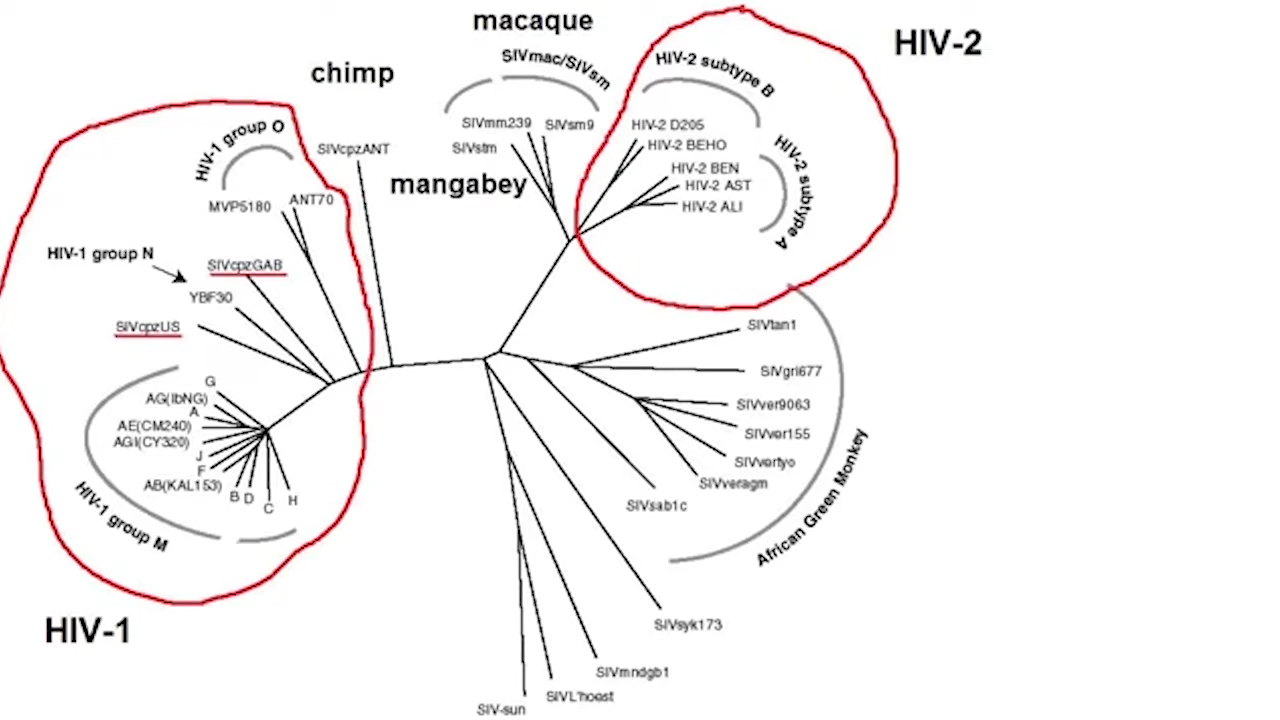 macaque
HIV-2
chimp
SIVmac/SIVsm
HIV-2 subtype B
SIVmm239
SIVsm9
HIV-2 D205
HIV-1 group O
SIVcpzANT
SIVstm
HIV-2 BEHO
HIV-2 BEN
HIV-2 subtype A
mangabey
HIV-2 AST
MVP5180
ANT70
HIV-2 ALI
HIV-1 group N
SIVcpzGAB
YBF30
SIVcpzUS
SIVtan1
SIVgri677
G
AG(IbNG)
A
SIVver9063
AE(CM240)
AGI(CY320)
SIVver155
J
F
SIVvertyo
AB(KAL153)
SIVveragm
B
D
C
H
SIVsab1c
HIV-1 group M
African Green Monkey
HIV-1
SIVsyk173
SIVmndgb1
SIVL'hoest
SIV-sun